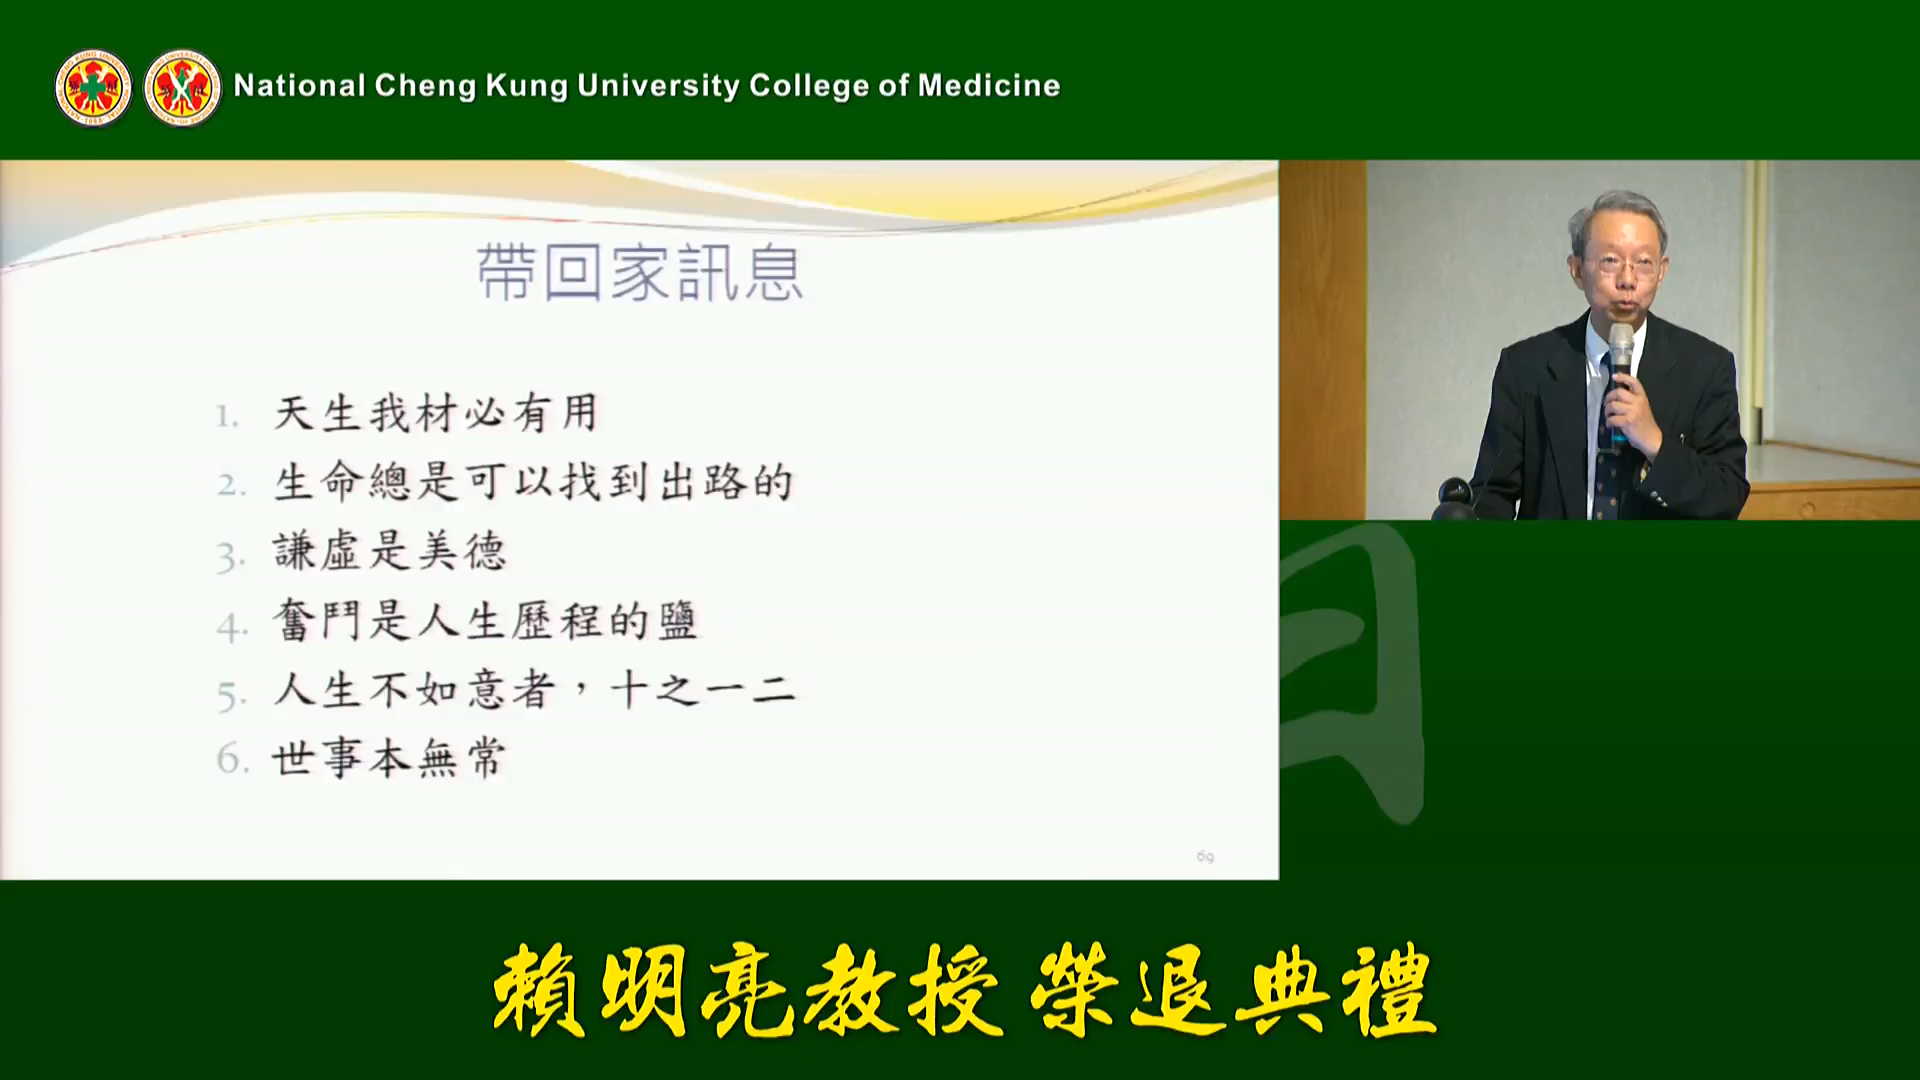 National Cheng Kung University College of Medicine
帶回家訊息
1. 天生我材必有用
2. 生命總是可以找到出路的
3. 謙虛是美德
4. 奮鬥是人生歷程的鹽
5. 人生不如意者，十之一二
6. 世事本無常
69
賴明亮教授 榮退典禮